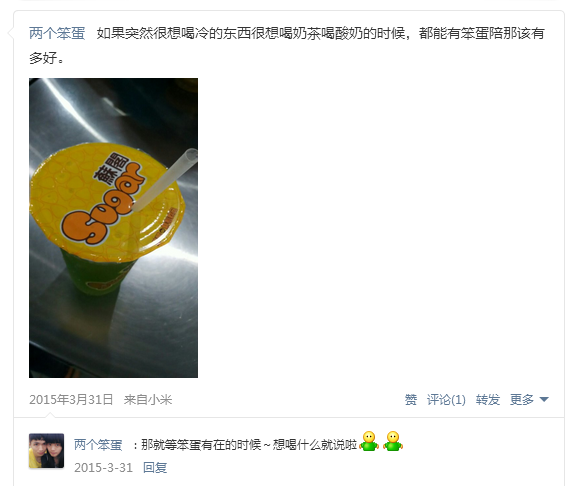 两个笨蛋 如果突然很想喝冷的东西很想喝奶茶喝酸奶的时候，都能有笨蛋陪那该有
多好。
蘇閣
Sugar
2015年3月31日 来自小米 赞 评论(1) 转发 更多
两个笨蛋 ：那就等笨蛋有在的时候～想喝什么就说啦
2015-3-31 回复